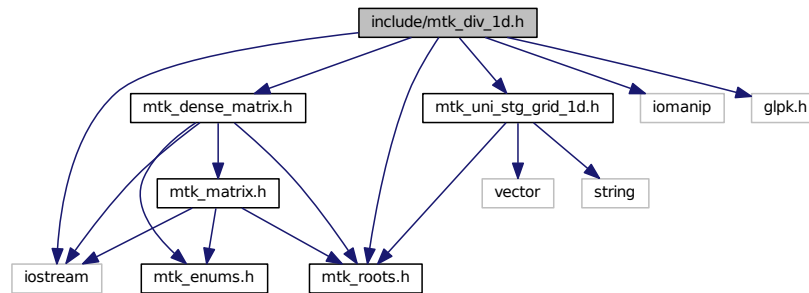 include/mtk_div_1d.h
mtk_dense_matrix.h
mtk_uni_stg_grid_1d.h
iomanip
glpk.h
mtk_matrix.h
vector
string
iostream
mtk_enums.h
mtk_roots.h